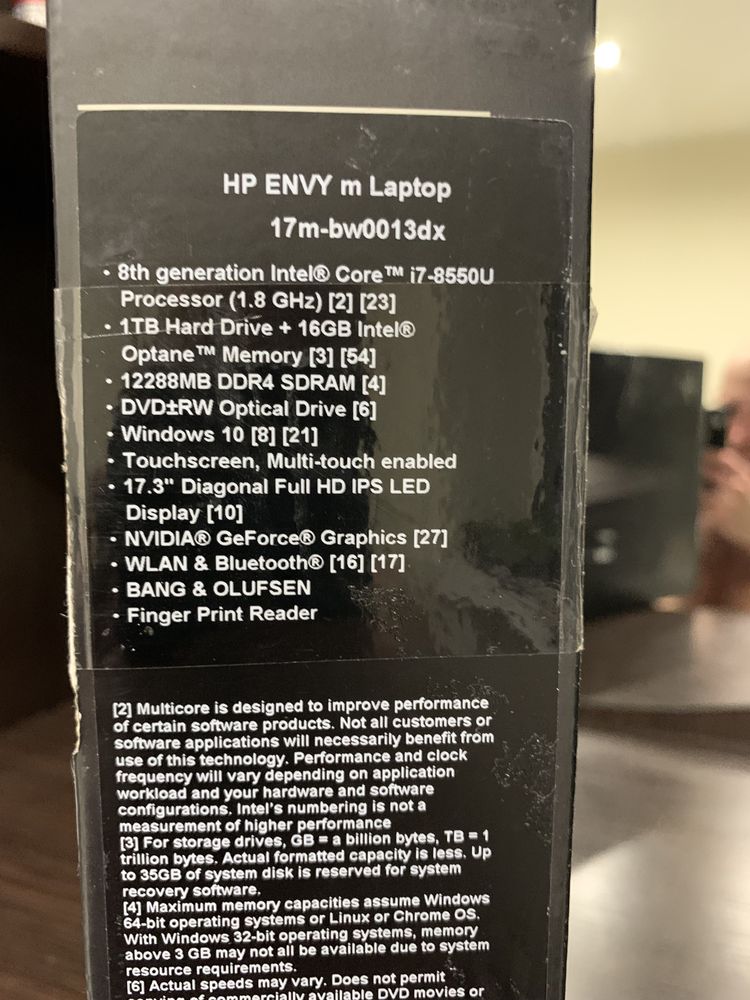 HP ENVY m Laptop
17m-bw0013dx
• 8th generation Intel® Core™ i7-8550U
Processor (1.8 GHz) [2] [23]
• 1TB Hard Drive + 16GB Intel®
Optane™ Memory [3] [54]
• 12288MB DDR4 SDRAM [4]
• DVD±RW Optical Drive [6]
• Windows 10 [8] [21]
• Touchscreen, Multi-touch enabled
• 17.3" Diagonal Full HD IPS LED
Display [10]
• NVIDIA® GeForce® Graphics [27]
• WLAN & Bluetooth® [16] [17]
• BANG & OLUFSEN
• Finger Print Reader
[2] Multicore is designed to improve performance
of certain software products. Not all customers or
software applications will necessarily benefit from
use of this technology. Performance and clock
frequency will vary depending on application
workload and your hardware and software
configurations. Intel's numbering is not a
measurement of higher performance
[3] For storage drives, GB = a billion bytes, TB = 1
trillion bytes. Actual formatted capacity is less. Up
to 35GB of system disk is reserved for system
recovery software.
[4] Maximum memory capacities assume Windows
64-bit operating systems or Linux or Chrome OS.
With Windows 32-bit operating systems, memory
above 3 GB may not all be available due to system
resource requirements.
[6] Actual speeds may vary. Does not permit
copying of commercially available DVD movies or